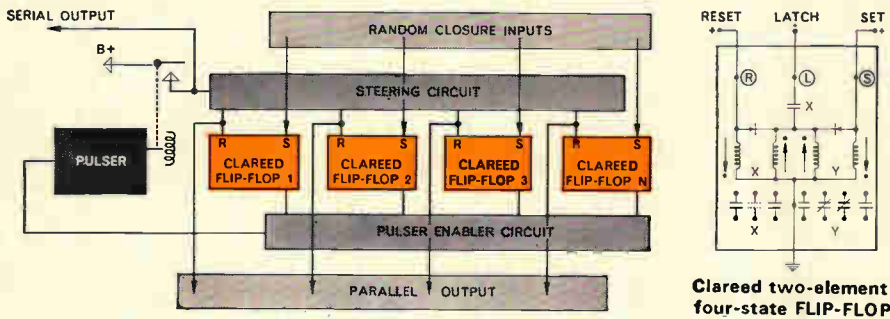 SERIAL OUTPUT
B+
PULSER
RANDOM CLOSURE INPUTS
STEERING CIRCUIT
R S
CLAREED
FLIP-FLOP 1
R S
CLAREED
FLIP-FLOP 2
R S
CLAREED
FLIP-FLOP 3
R S
CLAREED
FLIP-FLOP N
PULSER ENABLER CIRCUIT
PARALLEL OUTPUT
RESET LATCH SET
+ +
R L S
X
X Y
X Y
Clareed two-element
four-state FLIP-FLOP